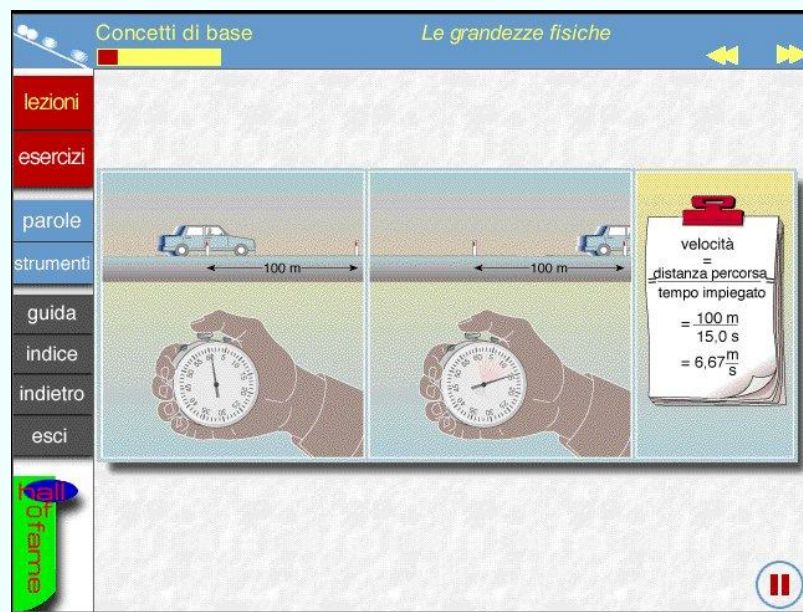 Concetti di base
Le grandezze fisiche
lezioni
esercizi
parole
strumenti
guida
indice
indietro
esci
hall
of farme
100 m
100 m
velocità
=
distanza percorsa
tempo impiegato
= 100 m
15,0 s
= 6,67 m
s